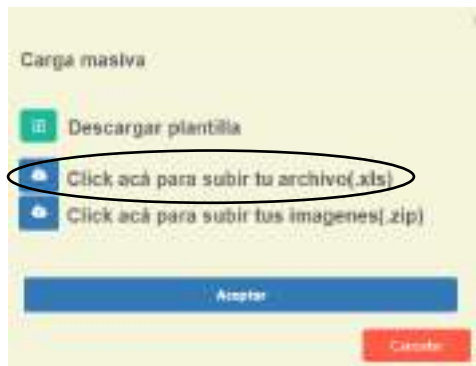 Carga masiva
Descargar plantilla
Click acá para subir tu archivo(.xls)
Click acá para subir tus imagenes(.zip)
Aceptar
Cancelar